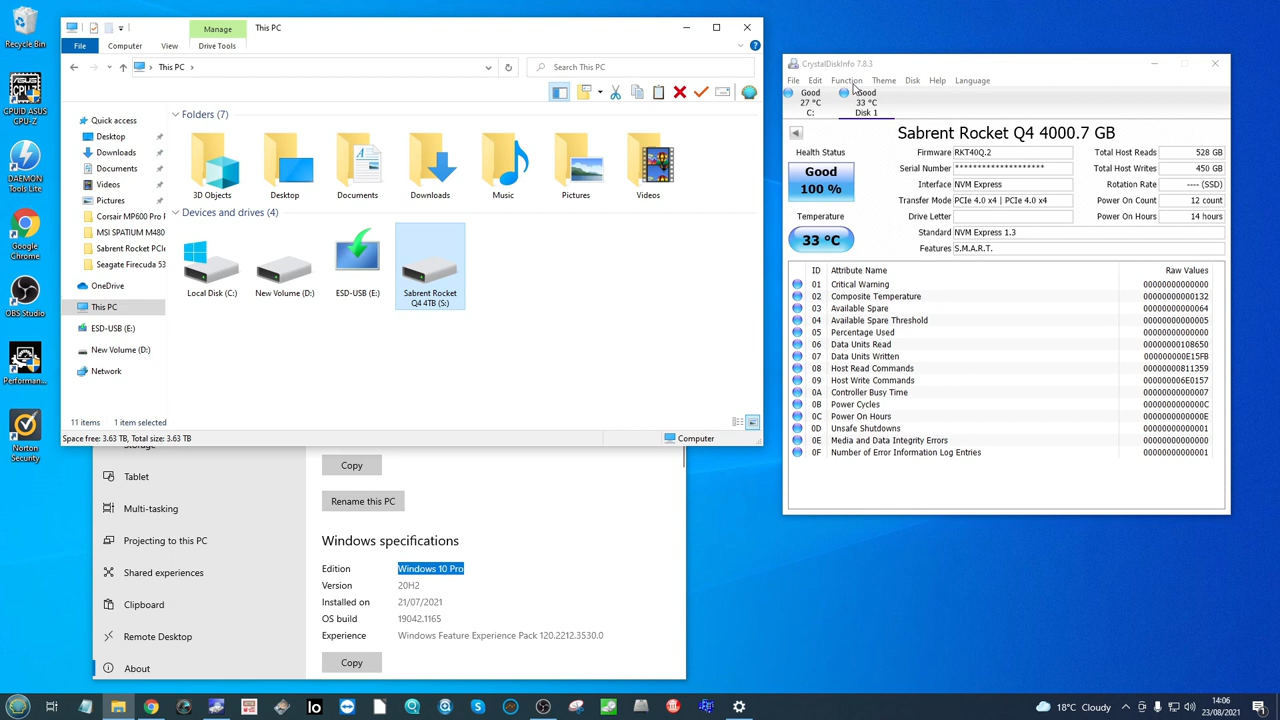 Recycle Bin
CPUID ASUS
CPU-Z
DAEMON
Tools Lite
Google
Chrome
OBS Studio
Performan...
Norton
Security
Manage
This PC
File
Computer
View
Drive Tools
This PC
Search This PC
Quick access
Desktop
Downloads
Documents
Videos
Pictures
Corsair MP600 Pro
MSI SPATIUM M480
Sabrent Rocket PCIe
Seagate Firecuda 53
OneDrive
This PC
ESD-USB (E:)
New Volume (D:)
Network
Folders (7)
3D Objects
Desktop
Documents
Downloads
Music
Pictures
Videos
Devices and drives (4)
Local Disk (C:)
New Volume (D:)
ESD-USB (E:)
Sabrent Rocket
Q4 4TB (S:)
11 items
1 item selected
Space free: 3.63 TB, Total size: 3.63 TB
Computer
Storage
Tablet
Multi-tasking
Projecting to this PC
Shared experiences
Clipboard
Remote Desktop
About
Copy
Rename this PC
Windows specifications
Edition Windows 10 Pro
Version 20H2
Installed on 21/07/2021
OS build 19042.1165
Experience Windows Feature Experience Pack 120.2212.3530.0
Copy
CrystalDiskInfo 7.8.3
File Edit Function Theme Disk Help Language
Good Good
27 °C 33 °C
C: Disk 1
Sabrent Rocket Q4 4000.7 GB
Health Status
Good
100 %
Temperature
33 °C
Firmware RKT40Q.2
Serial Number ********************
Interface NVM Express
Transfer Mode PCIe 4.0 x4 | PCIe 4.0 x4
Drive Letter
Standard NVM Express 1.3
Features S.M.A.R.T.
Total Host Reads 528 GB
Total Host Writes 450 GB
Rotation Rate ---- (SSD)
Power On Count 12 count
Power On Hours 14 hours
ID Attribute Name Raw Values
01 Critical Warning 000000000000
02 Composite Temperature 000000000132
03 Available Spare 000000000064
04 Available Spare Threshold 000000000005
05 Percentage Used 000000000000
06 Data Units Read 000000108650
07 Data Units Written 0000000E15FB
08 Host Read Commands 000000811359
09 Host Write Commands 0000006E0157
0A Controller Busy Time 000000000007
0B Power Cycles 00000000000C
0C Power On Hours 00000000000E
0D Unsafe Shutdowns 000000000001
0E Media and Data Integrity Errors 000000000000
0F Number of Error Information Log Entries 000000000001
18°C Cloudy
14:06
23/08/2021